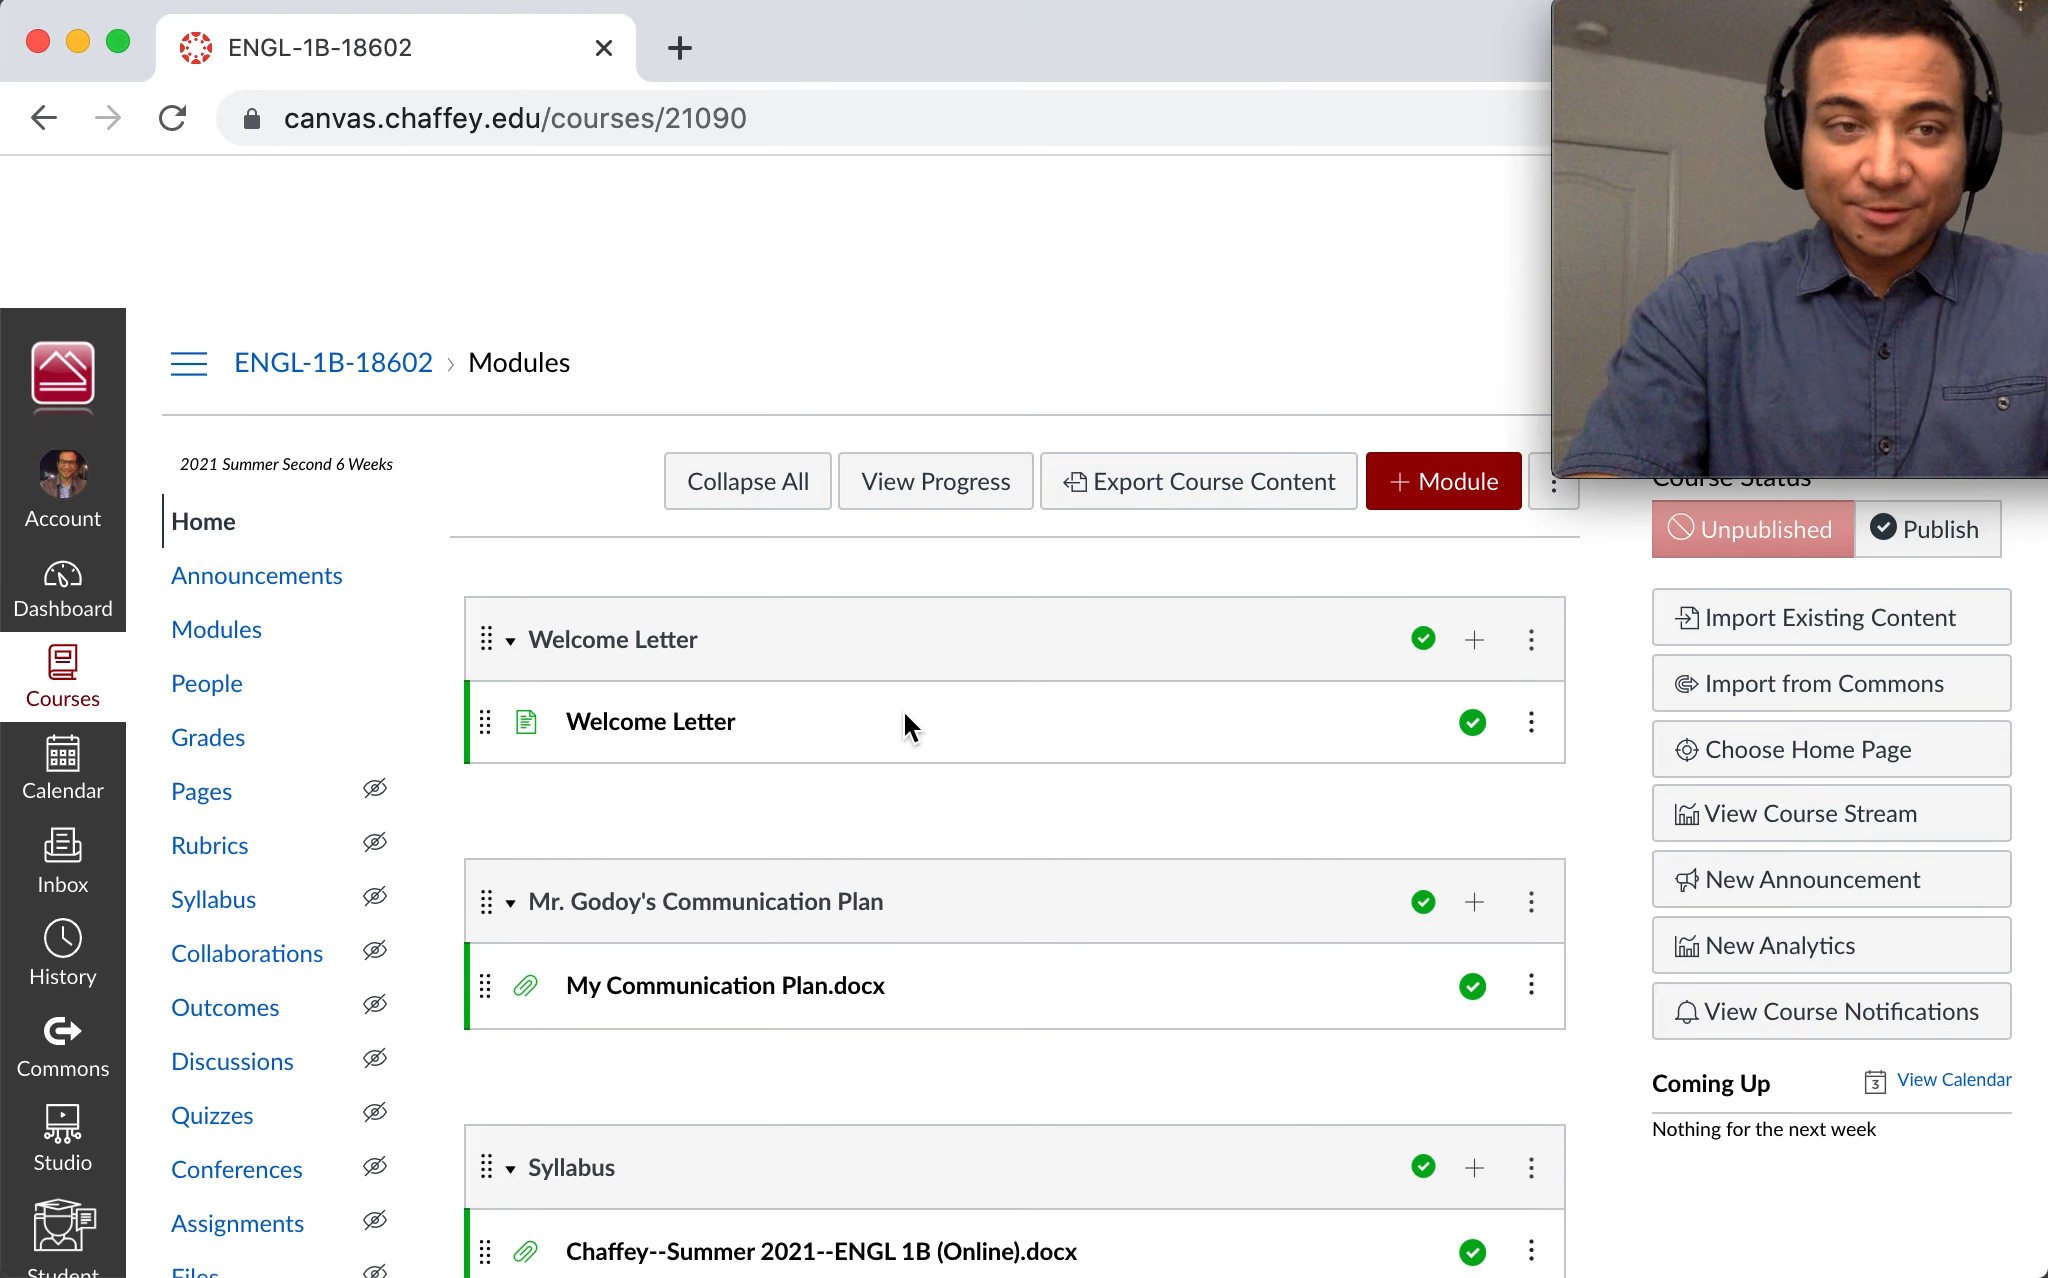 ENGL-1B-18602
canvas.chaffey.edu/courses/21090
ENGL-1B-18602 › Modules
2021 Summer Second 6 Weeks
Collapse All
View Progress
Export Course Content
+ Module
Course Status
Unpublished
Publish
Account
Dashboard
Courses
Calendar
Inbox
History
Commons
Studio
Student
Home
Announcements
Modules
People
Grades
Pages
Rubrics
Syllabus
Collaborations
Outcomes
Discussions
Quizzes
Conferences
Assignments
Files
Welcome Letter
Welcome Letter
Mr. Godoy's Communication Plan
My Communication Plan.docx
Syllabus
Chaffey--Summer 2021--ENGL 1B (Online).docx
Import Existing Content
Import from Commons
Choose Home Page
View Course Stream
New Announcement
New Analytics
View Course Notifications
Coming Up
3
View Calendar
Nothing for the next week